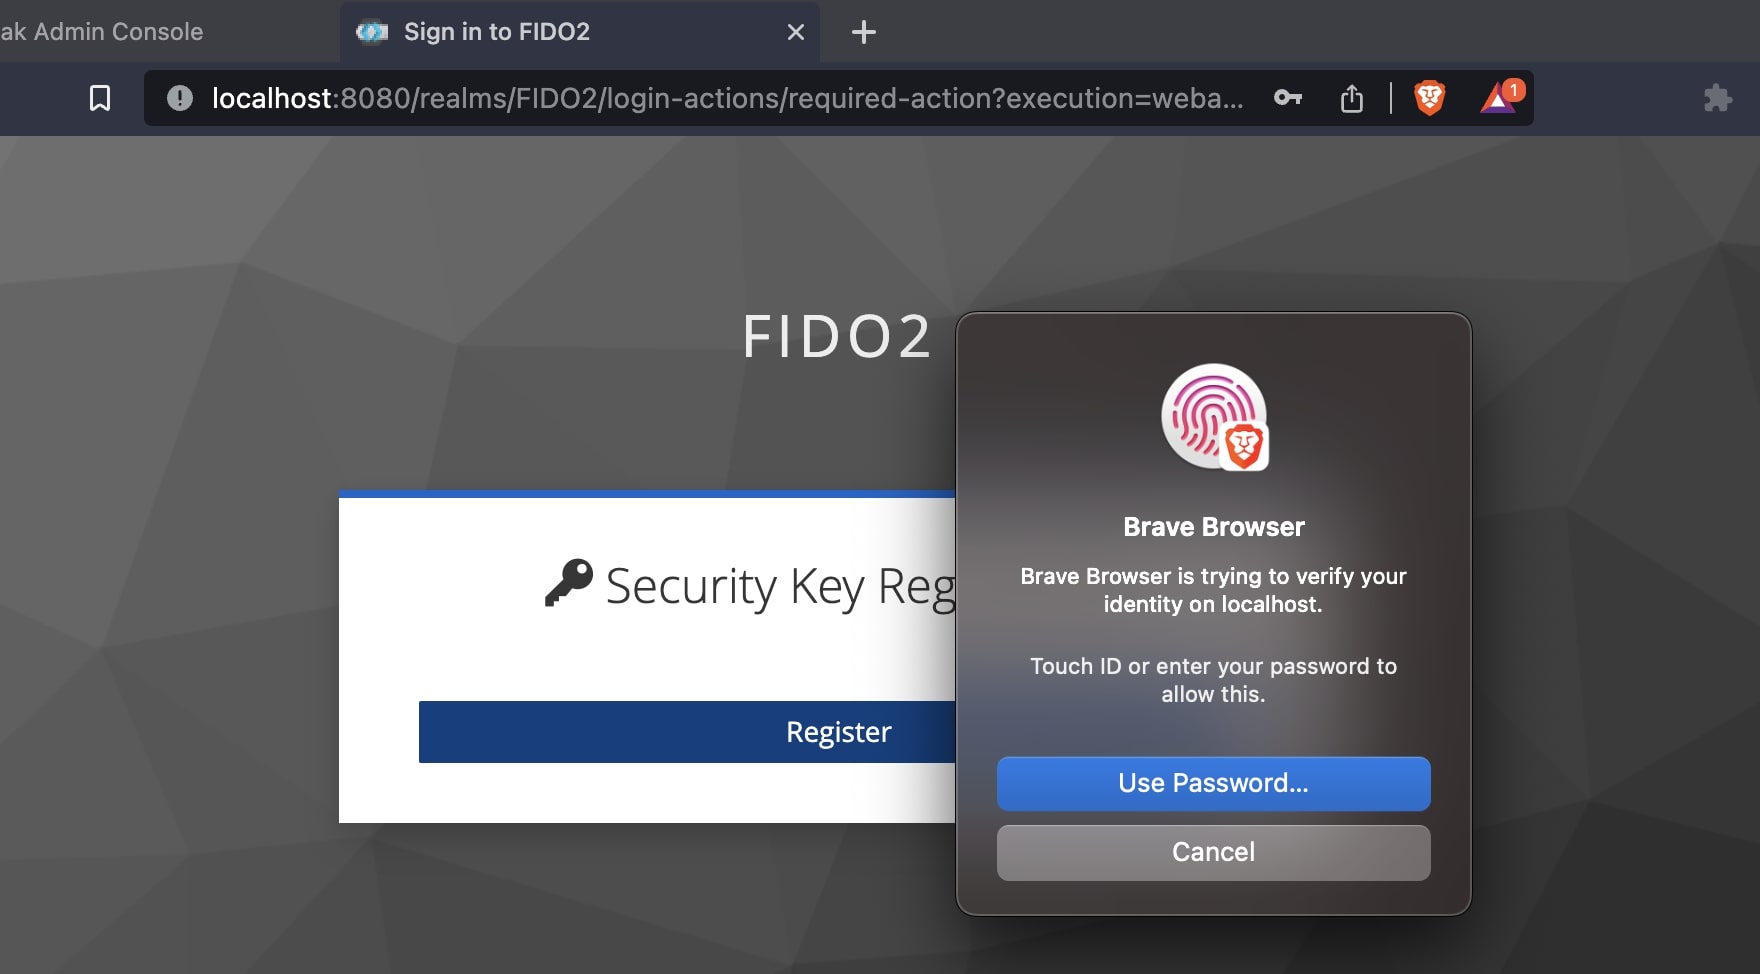 ak Admin Console
Sign in to FIDO2
localhost:8080/realms/FIDO2/login-actions/required-action?execution=weba...
1
FIDO2
Security Key Reg
Register
Brave Browser
Brave Browser is trying to verify your
identity on localhost.
Touch ID or enter your password to
allow this.
Use Password...
Cancel